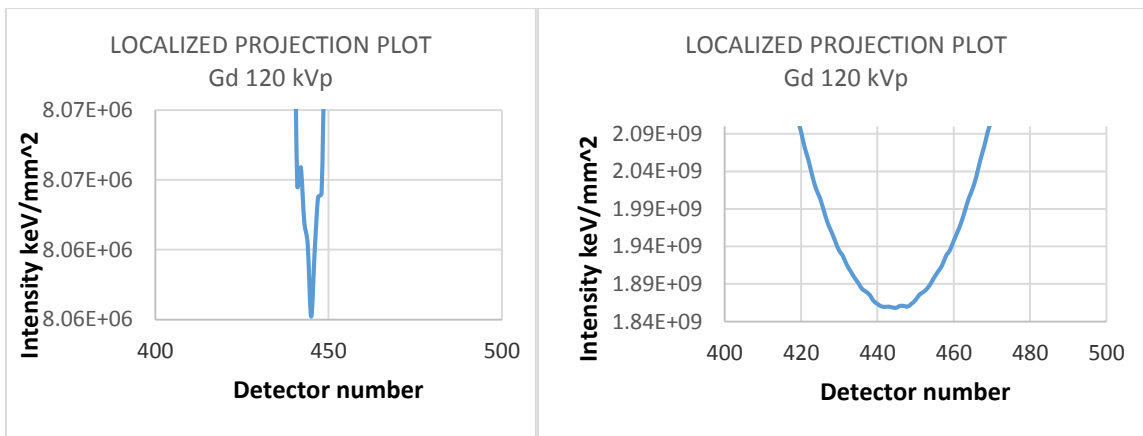 LOCALIZED PROJECTION PLOT
Gd 120 kVp
8.07E+06
8.07E+06
8.06E+06
8.06E+06
400
450
500
Intensity keV/mm^2
Detector number
LOCALIZED PROJECTION PLOT
Gd 120 kVp
2.09E+09
2.04E+09
1.99E+09
1.94E+09
1.89E+09
1.84E+09
400
420
440
460
480
500
Intensity keV/mm^2
Detector number